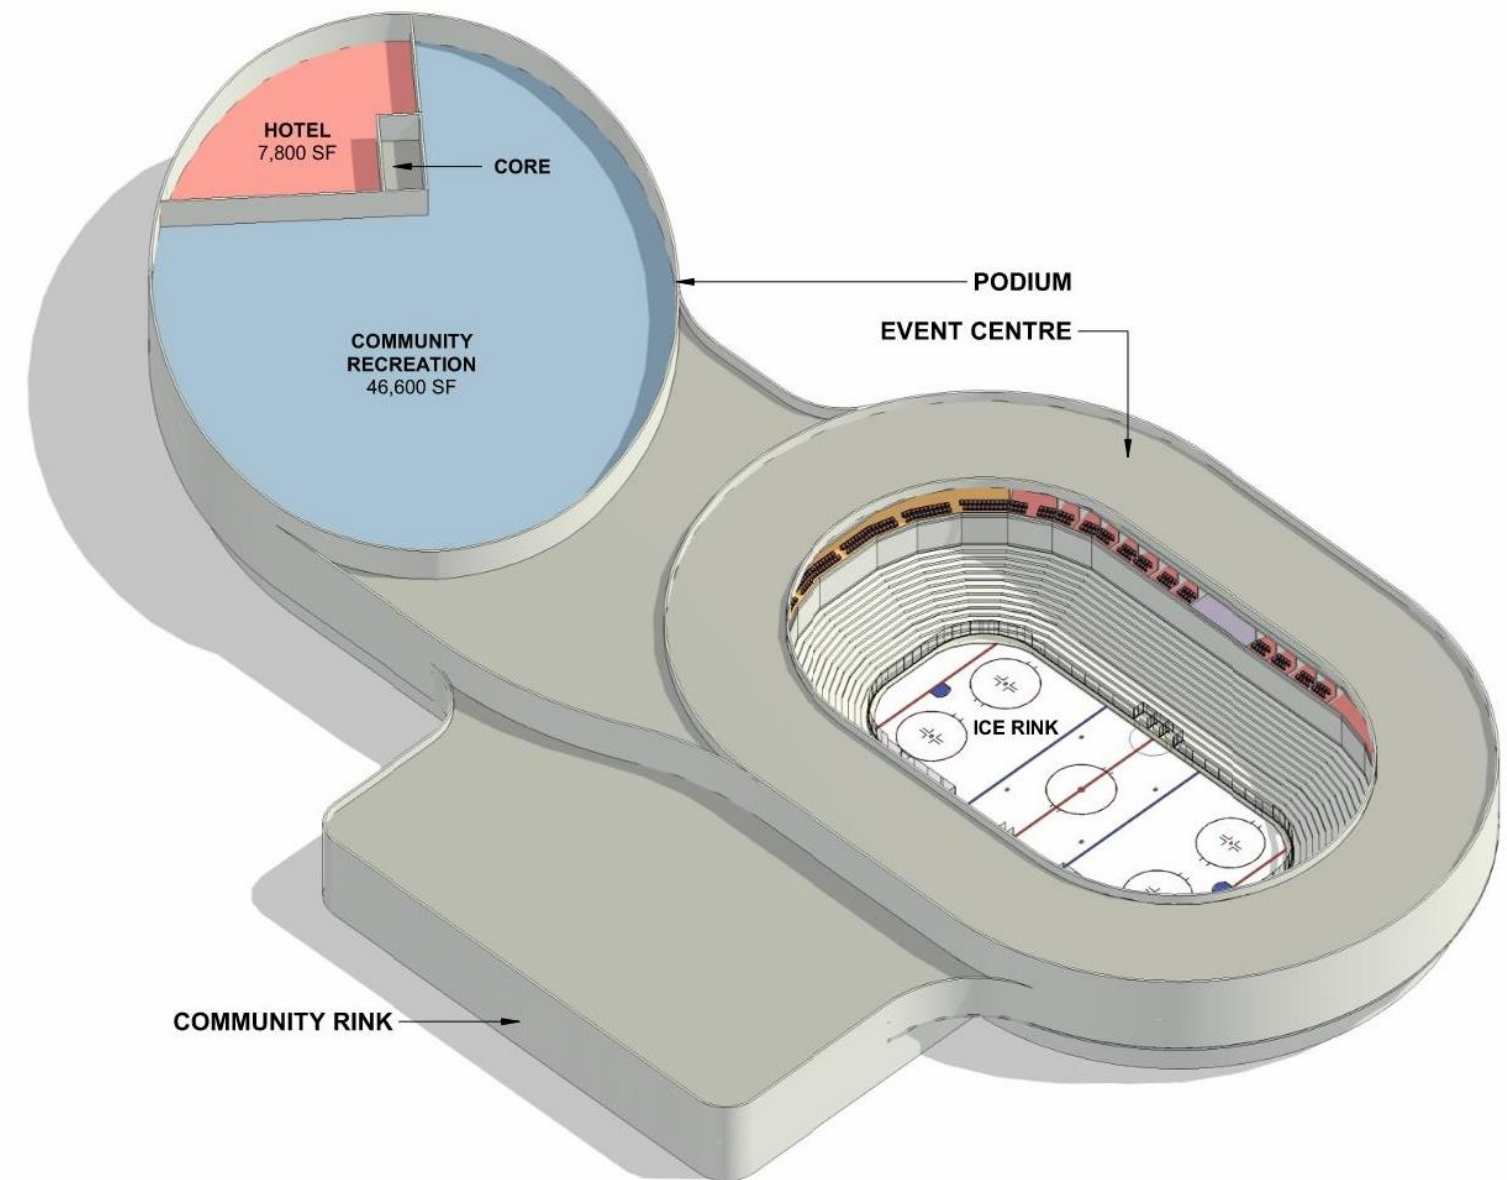 HOTEL
7,800 SF
CORE
PODIUM
EVENT CENTRE
COMMUNITY
RECREATION
46,600 SF
ICE RINK
COMMUNITY RINK